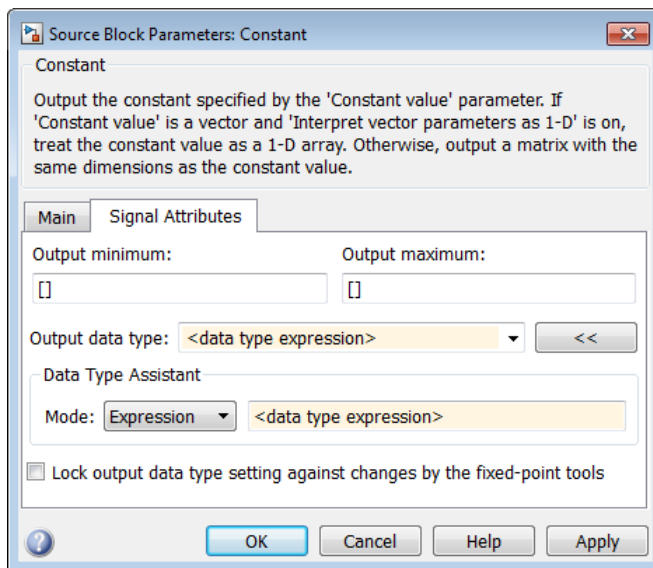 Source Block Parameters: Constant
Constant
Output the constant specified by the 'Constant value' parameter. If
'Constant value' is a vector and 'Interpret vector parameters as 1-D' is on,
treat the constant value as a 1-D array. Otherwise, output a matrix with the
same dimensions as the constant value.
Main Signal Attributes
Output minimum: Output maximum:
[] []
Output data type: <data type expression> <<
Data Type Assistant
Mode: Expression <data type expression>
Lock output data type setting against changes by the fixed-point tools
? OK Cancel Help Apply